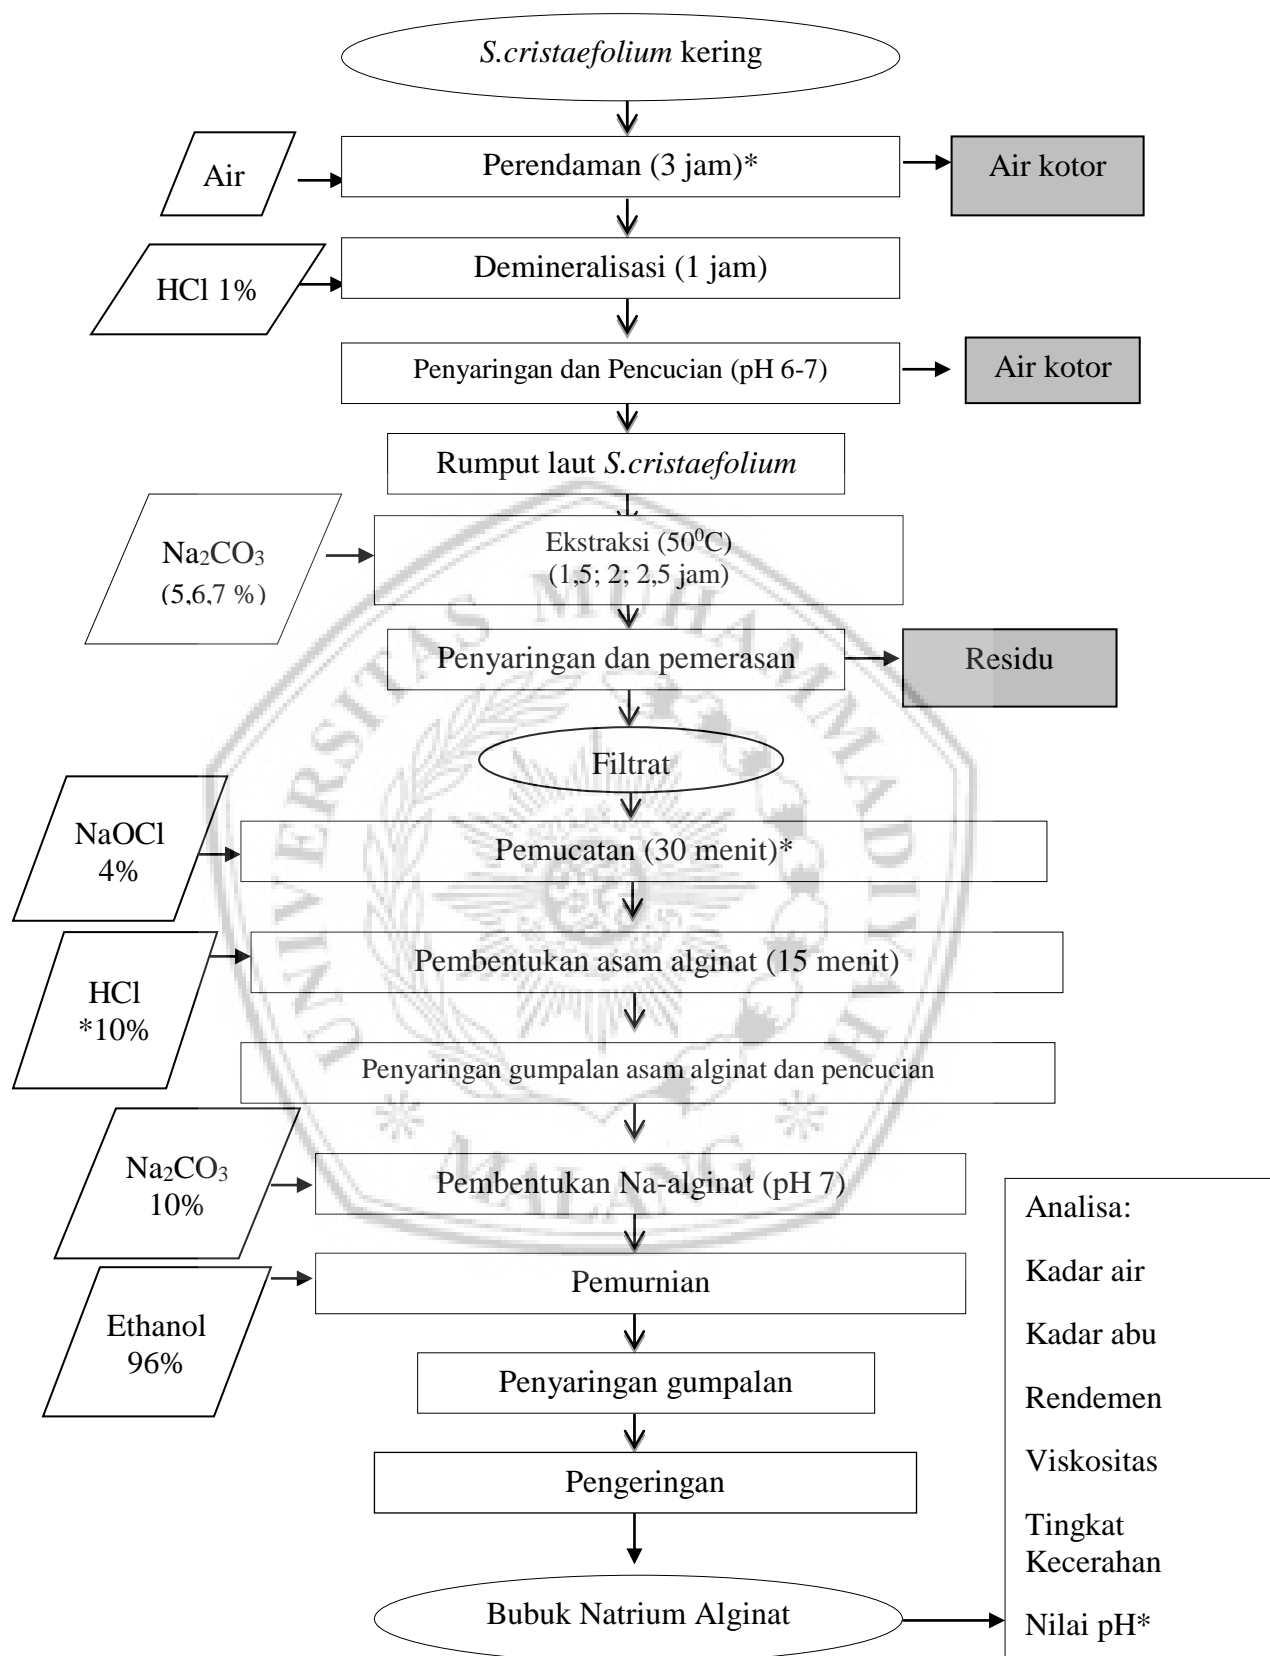 S.cristaefolium kering
Air
Perendaman (3 jam)*
Air kotor
HCl 1%
Demineralisasi (1 jam)
Penyaringan dan Pencucian (pH 6-7)
Air kotor
Rumput laut S.cristaefolium
Na₂CO₃
(5,6,7 %)
Ekstraksi (50⁰C)
(1,5; 2; 2,5 jam)
Penyaringan dan pemerasan
Residu
Filtrat
NaOCl
4%
Pemucatan (30 menit)*
HCl
*10%
Pembentukan asam alginat (15 menit)
Penyaringan gumpalan asam alginat dan pencucian
Na₂CO₃
10%
Pembentukan Na-alginat (pH 7)
Ethanol
96%
Pemurnian
Penyaringan gumpalan
Pengeringan
Bubuk Natrium Alginat
Analisa:
Kadar air
Kadar abu
Rendemen
Viskositas
Tingkat
Kecerahan
Nilai pH*
UNIVERSITAS MUHAMMADIYAH
MALANG